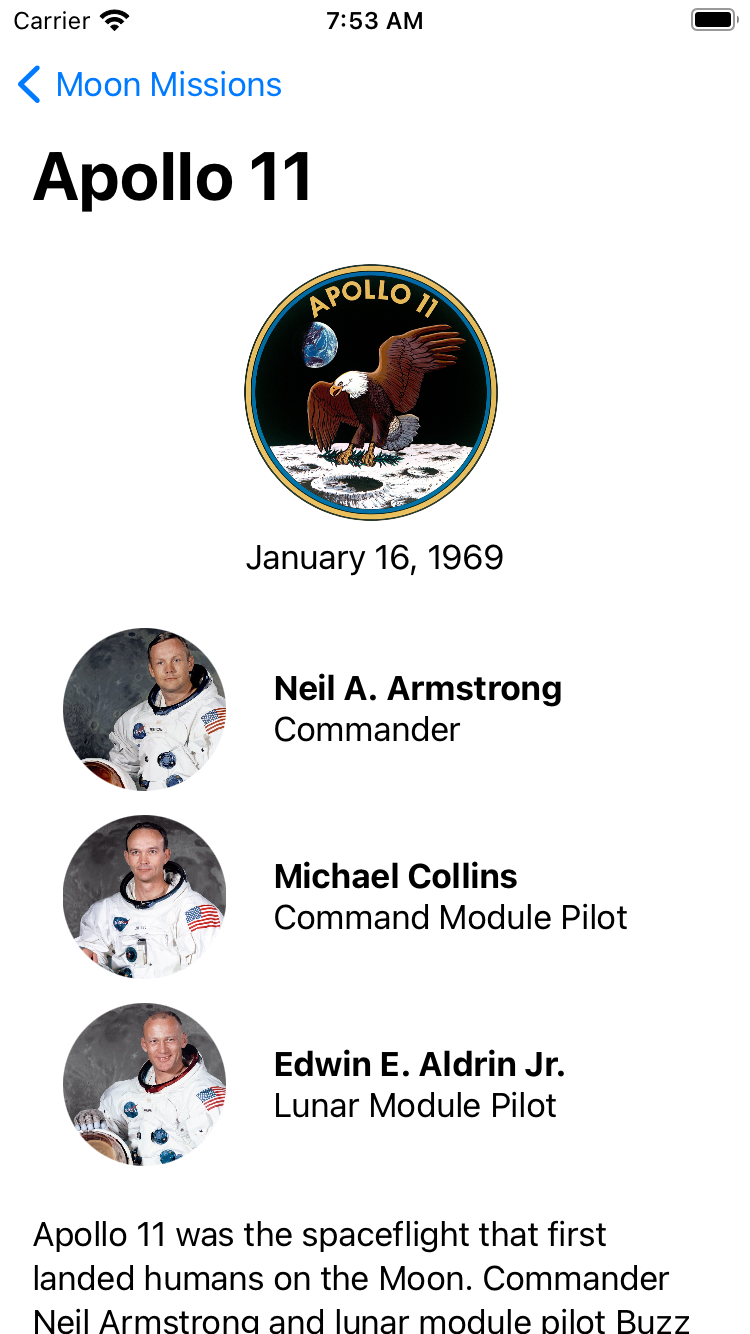 Carrier 7:53 AM
Moon Missions
Apollo 11
APOLLO 11
January 16, 1969
Neil A. Armstrong
Commander
Michael Collins
Command Module Pilot
Edwin E. Aldrin Jr.
Lunar Module Pilot
Apollo 11 was the spaceflight that first
landed humans on the Moon. Commander
Neil Armstrong and lunar module pilot Buzz